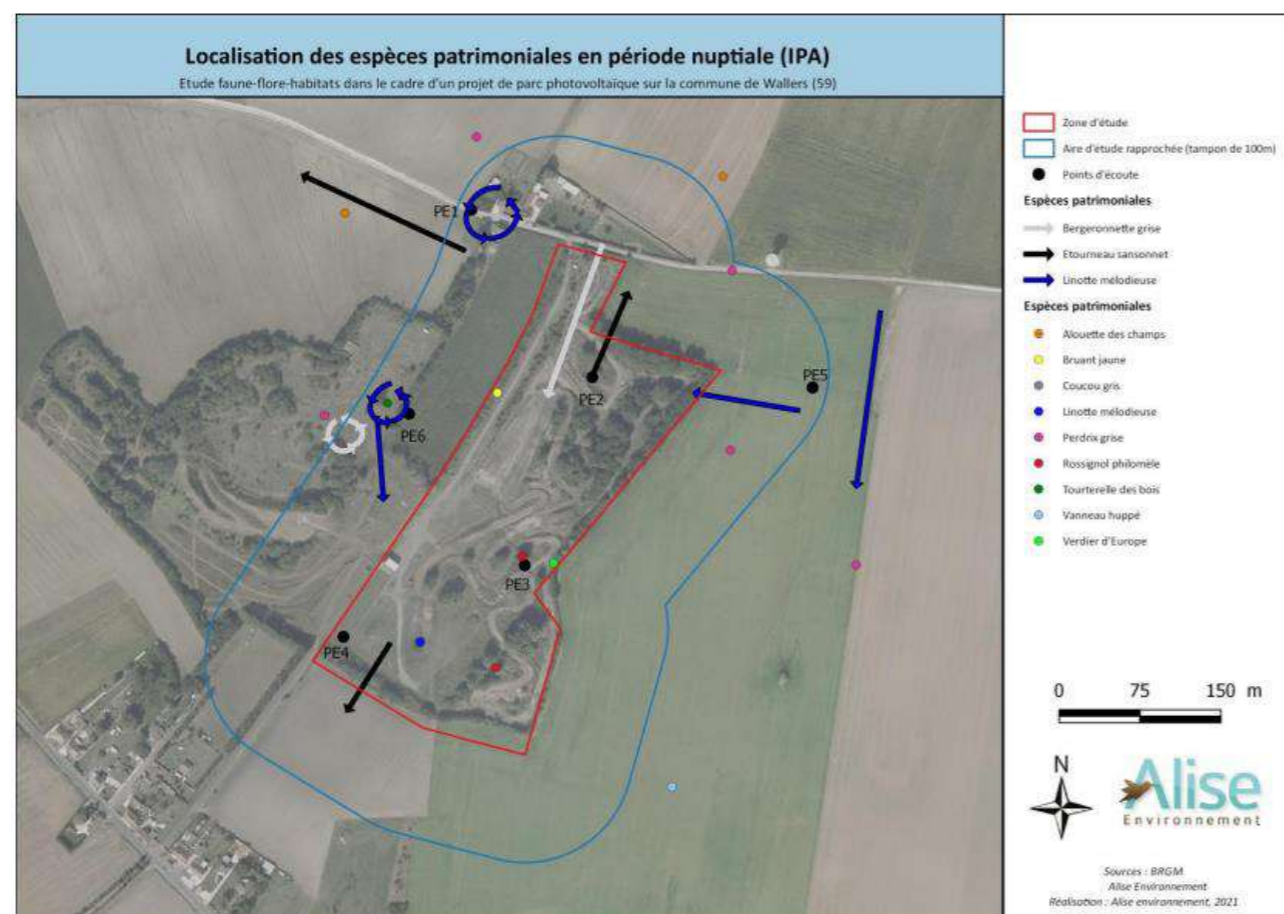 Localisation des espèces patrimoniales en période nuptiale (IPA)
Etude faune-flore-habitats dans le cadre d'un projet de parc photovoltaïque sur la commune de Wallers (59)
PE1
PE2
PE5
PE6
PE3
PE4
Zone d'étude
Aire d'étude rapprochée (tampon de 100m)
Points d'écoute
Espèces patrimoniales
Bergeronnette grise
Etourneau sansonnet
Linotte mélodieuse
Espèces patrimoniales
Alouette des champs
Bruant jaune
Coucou gris
Linotte mélodieuse
Perdrix grise
Rossignol philomèle
Tourterelle des bois
Vanneau huppé
Verdier d'Europe
0 75 150 m
N
Alise
Environnement
Sources : BRGM
Alise Environnement
Réalisation : Alise environnement, 2021